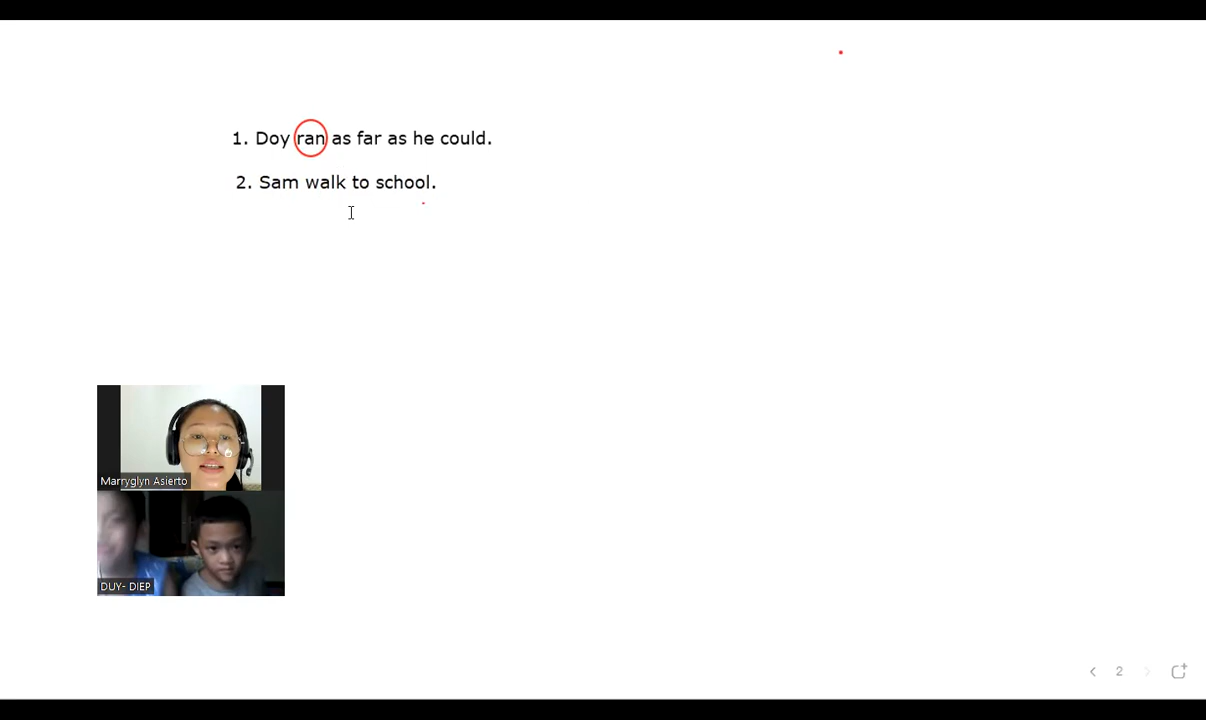 1. Doy ran as far as he could.
2. Sam walk to school.
Marryglyn Asierto
DUY- DIEP
2